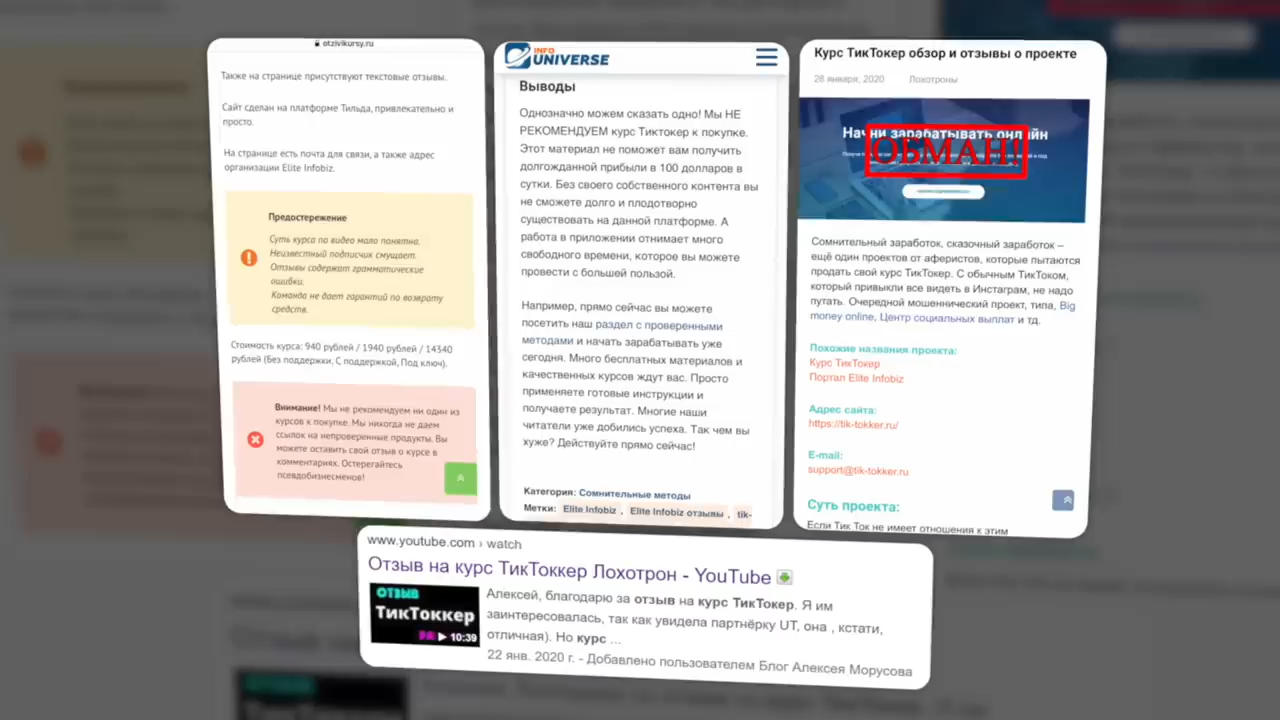 otzivikursy.ru
Также на странице присутствуют текстовые отзывы.
Сайт сделан на платформе Тильда, привлекательно и
просто.
На странице есть почта для связи, а также адрес
организации Elite Infobiz.
Предостережение
Суть курса по видео мало понятна.
Неизвестный подписчик смущает.
Отзывы содержат грамматические
ошибки.
Команда не дает гарантий по возврату
средств.
Стоимость курса: 940 рублей / 1940 рублей / 14340
рублей (Без поддержки, С поддержкой, Под ключ).
Внимание! Мы не рекомендуем ни один из
курсов к покупке. Мы никогда не даем
ссылок на непроверенные продукты. Вы
можете оставить свой отзыв о курсе в
комментариях. Остерегайтесь
псевдобизнесменов!
INFO
UNIVERSE
Выводы
Однозначно можем сказать одно! Мы НЕ
РЕКОМЕНДУЕМ курс Тиктокер к покупке.
Этот материал не поможет вам получить
долгожданной прибыли в 100 долларов в
сутки. Без своего собственного контента вы
не сможете долго и плодотворно
существовать на данной платформе. А
работа в приложении отнимает много
свободного времени, которое вы можете
провести с большей пользой.
Например, прямо сейчас вы можете
посетить наш раздел с проверенными
методами и начать зарабатывать уже
сегодня. Много бесплатных материалов и
качественных курсов ждут вас. Просто
применяете готовые инструкции и
получаете результат. Многие наши
читатели уже добились успеха. Так чем вы
хуже? Действуйте прямо сейчас!
Категория: Сомнительные методы
Метки: Elite Infobiz , Elite Infobiz отзывы , tik-
Курс ТикТокер обзор и отзывы о проекте
28 января, 2020 Лохотроны
Начни зарабатывать онлайн
ОБМАН!
Сомнительный заработок, сказочный заработок –
ещё один проектов от аферистов, которые пытаются
продать свой курс ТикТокер. С обычным ТикТоком,
который привыкли все видеть в Инстаграм, не надо
путать. Очередной мошеннический проект, типа, Big
money online, Центр социальных выплат и тд.
Похожие названия проекта:
Курс ТикТокер
Портал Elite Infobiz
Адрес сайта:
https://tik-tokker.ru/
E-mail:
support@tik-tokker.ru
Суть проекта:
Если Тик Ток не имеет отношения к этим
www.youtube.com › watch
Отзыв на курс ТикТоккер Лохотрон - YouTube
ОТЗЫВ
ТикТоккер
10:39
Алексей, благодарю за отзыв на курс ТикТокер. Я им
заинтересовалась, так как увидела партнёрку UT, она , кстати,
отличная). Но курс ...
22 янв. 2020 г. - Добавлено пользователем Блог Алексея Морусова